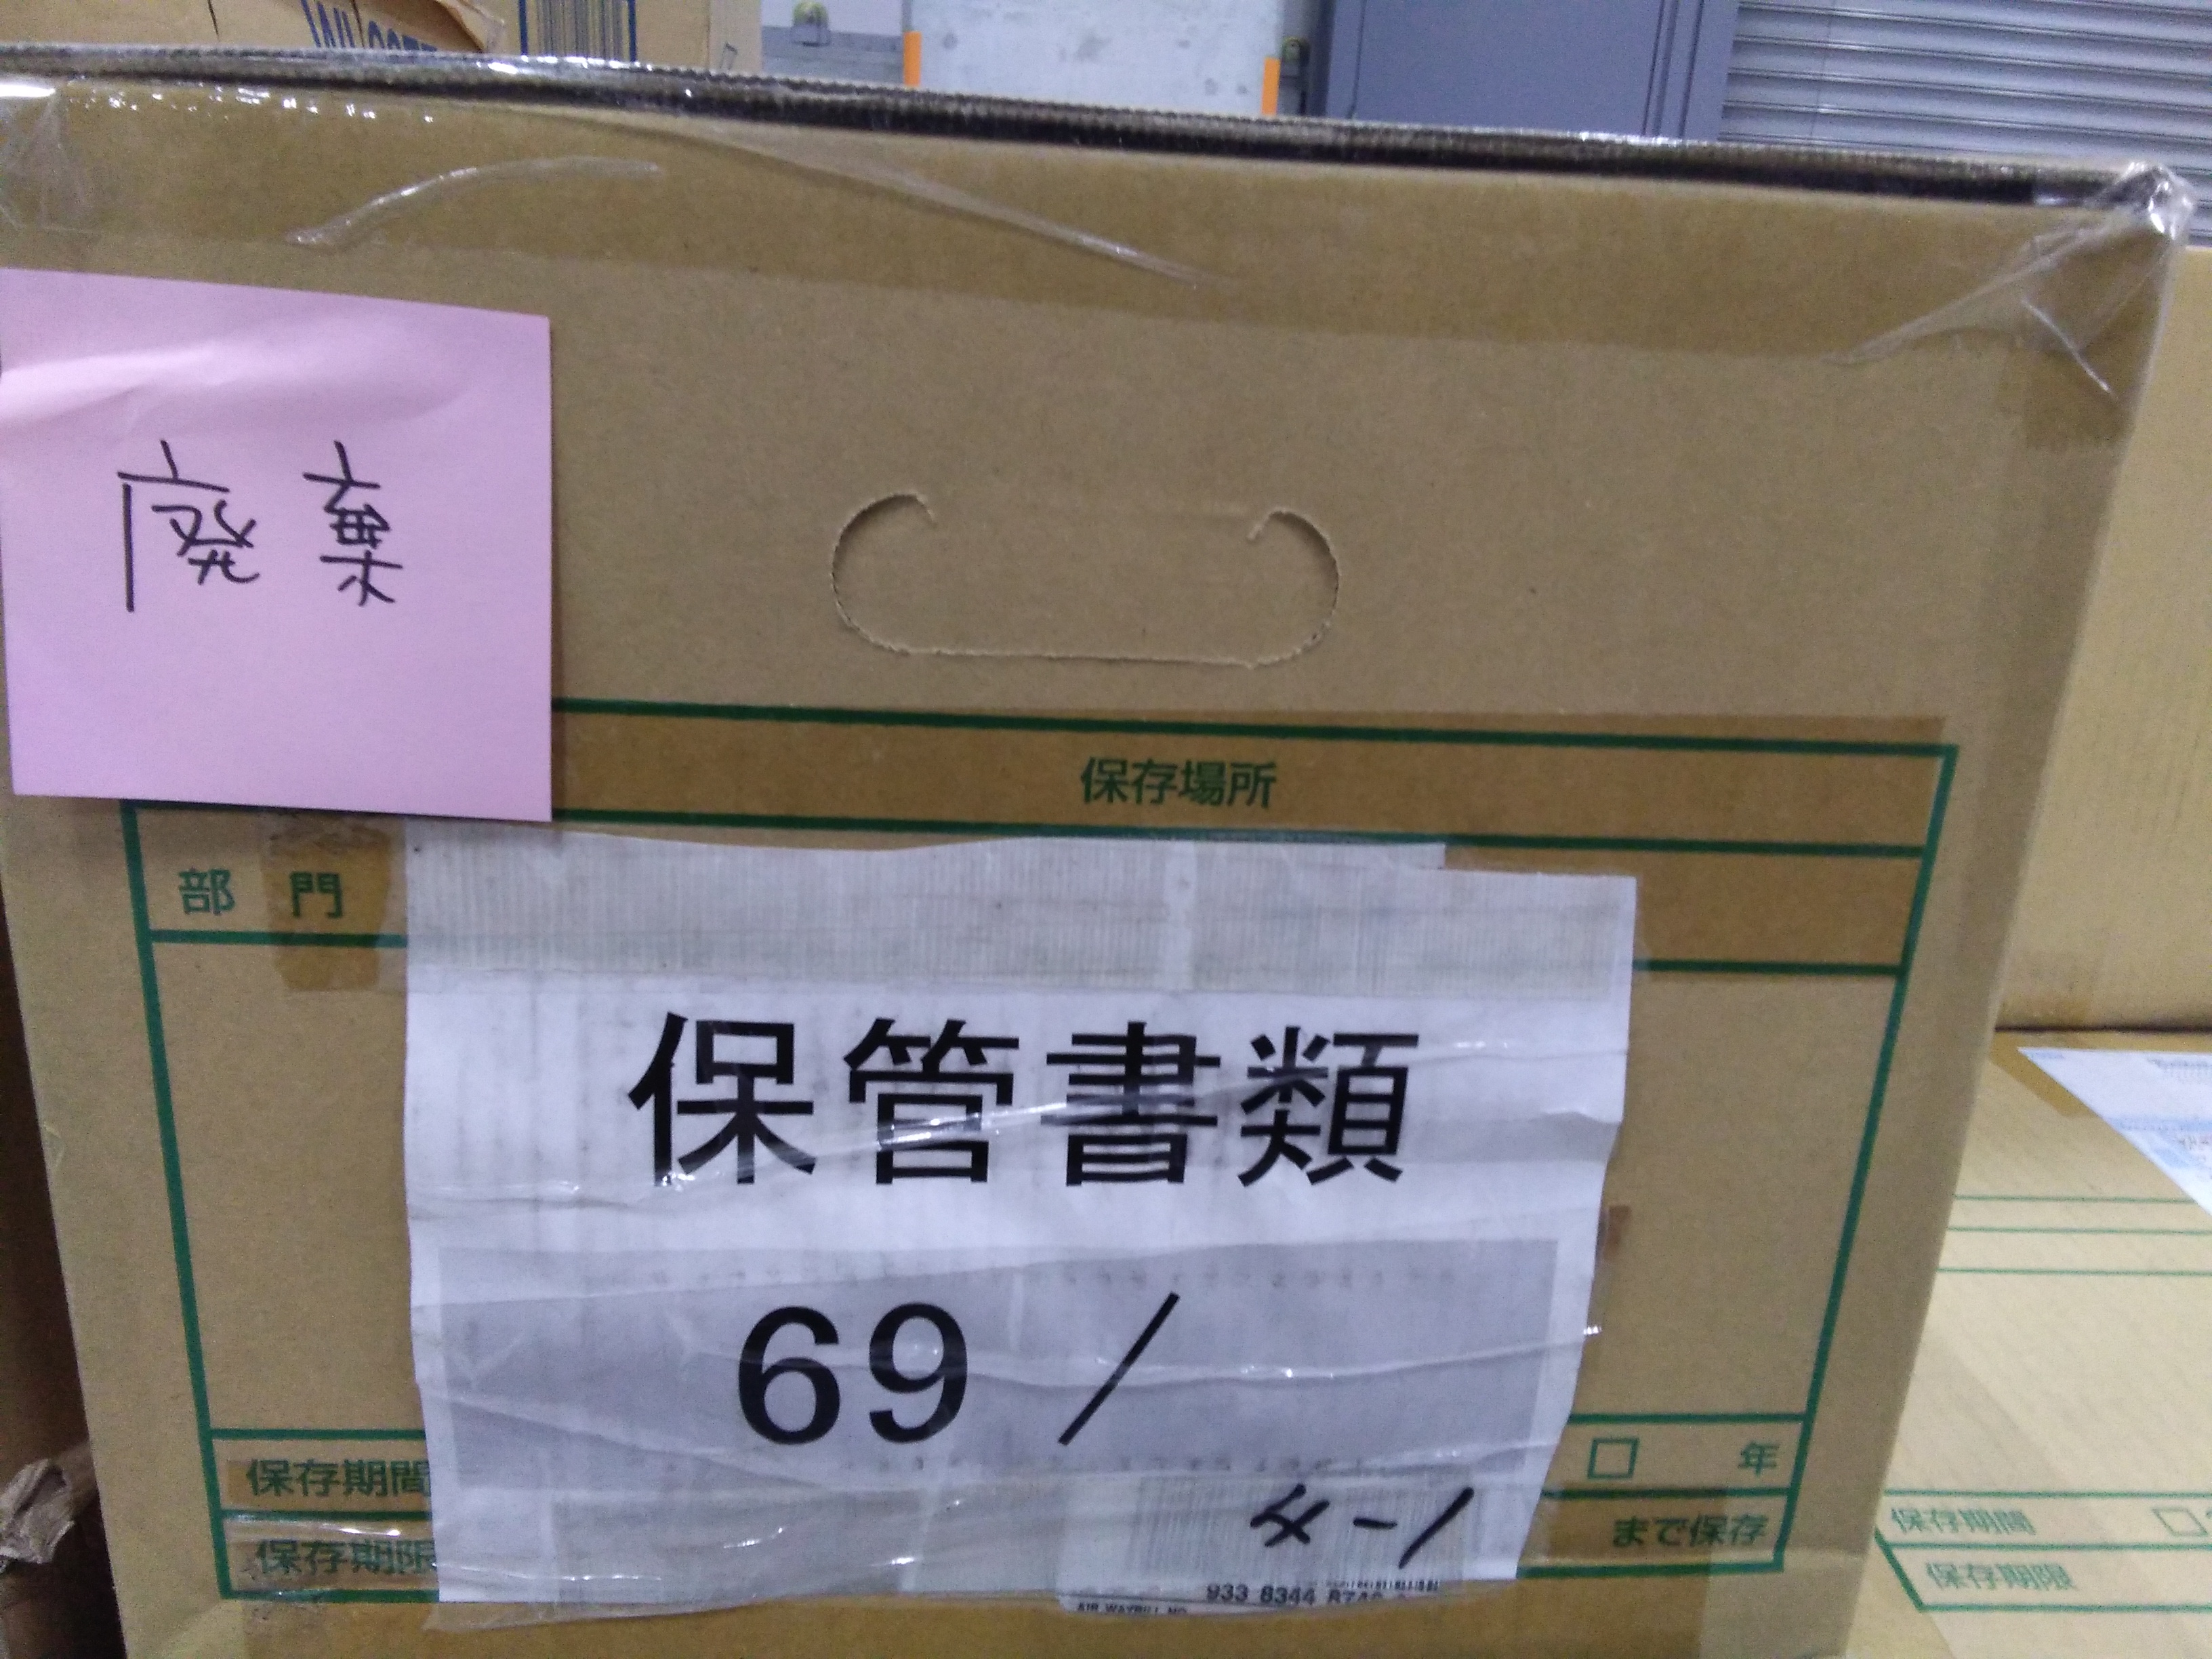 廃棄
保存場所
部 門
保管書類
69 /
保存期間
□ 年
まで保存
保存期限
933 8344
AIR WAYBILL NO
保存期間 □
保存期限